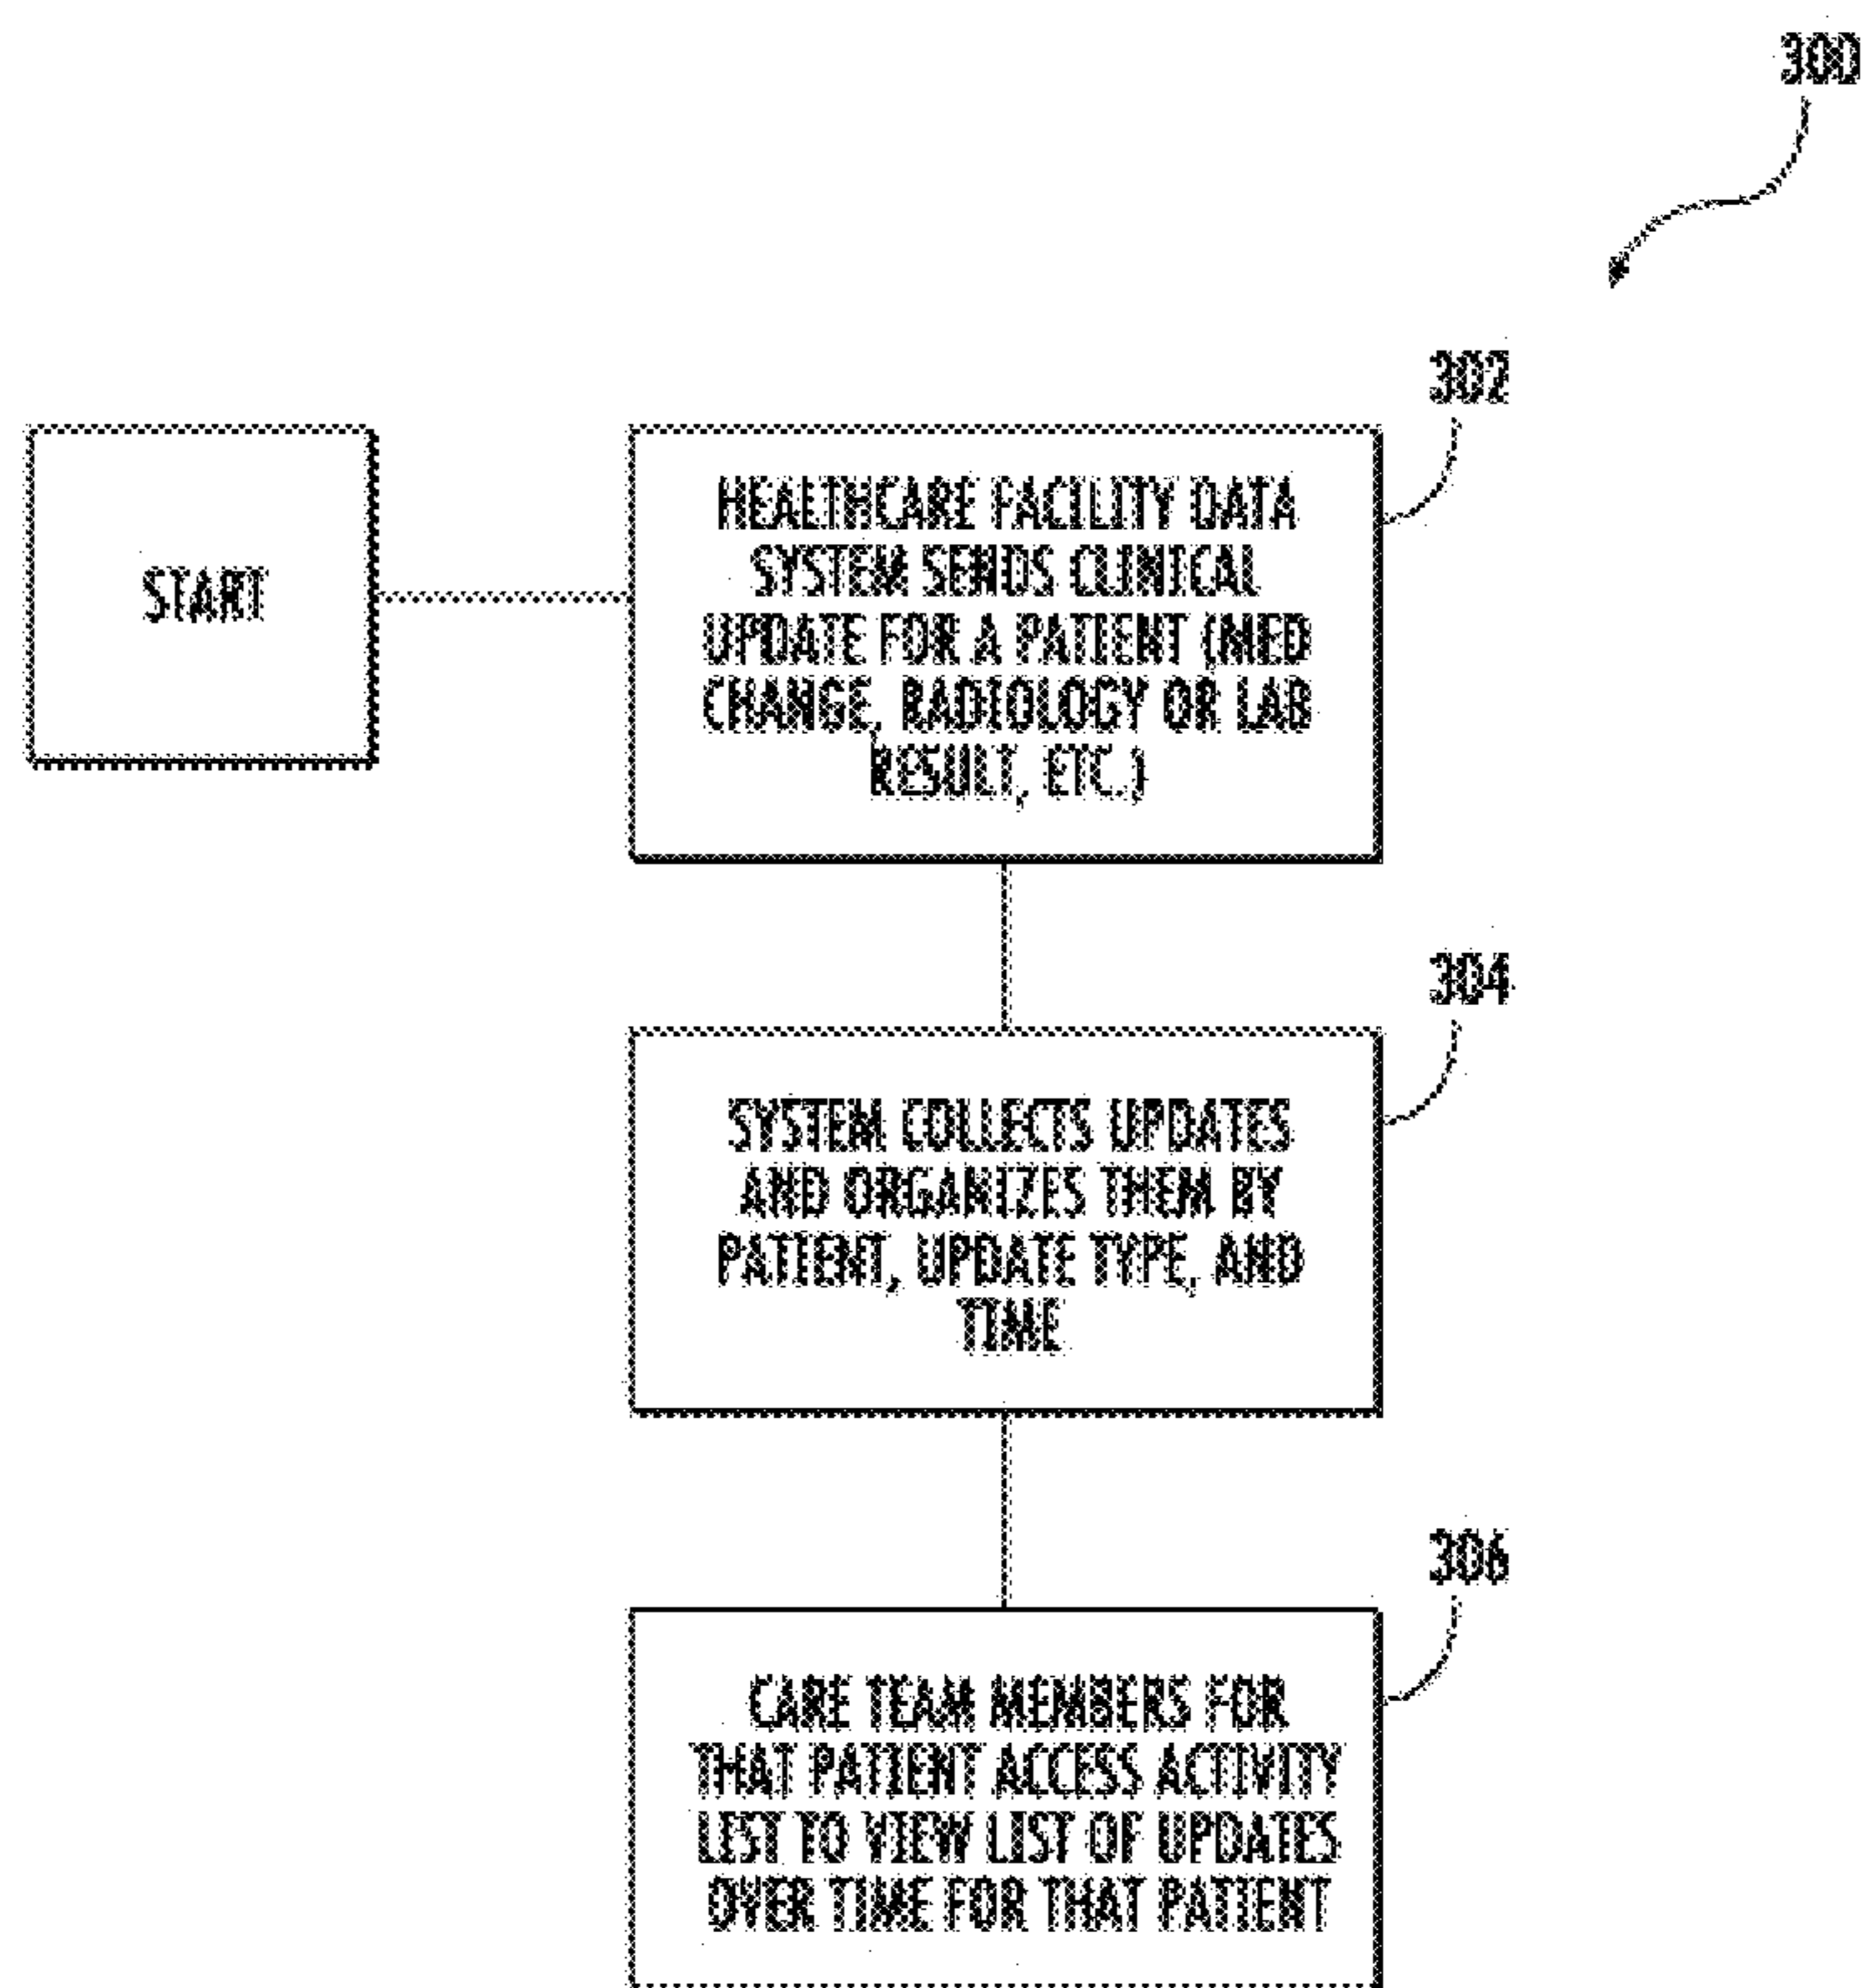 300
302
START
HEALTHCARE FACILITY DATA
SYSTEM SENDS CLINICAL
UPDATE FOR A PATIENT (MED
CHANGE, RADIOLOGY OR LAB
RESULT, ETC.)
304
SYSTEM COLLECTS UPDATES
AND ORGANIZES THEM BY
PATIENT, UPDATE TYPE, AND
TIME
306
CARE TEAM MEMBERS FOR
THAT PATIENT ACCESS ACTIVITY
LIST TO VIEW LIST OF UPDATES
OVER TIME FOR THAT PATIENT